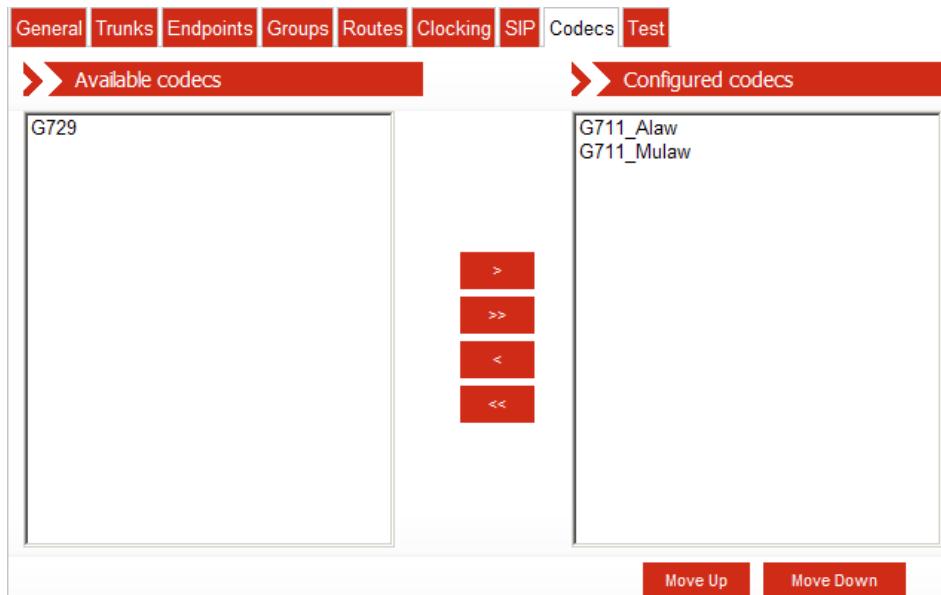 General Trunks Endpoints Groups Routes Clocking SIP Codecs Test
Available codecs
Configured codecs
G729
G711_Alaw
G711_Mulaw
>
>>
<
<<
Move Up
Move Down